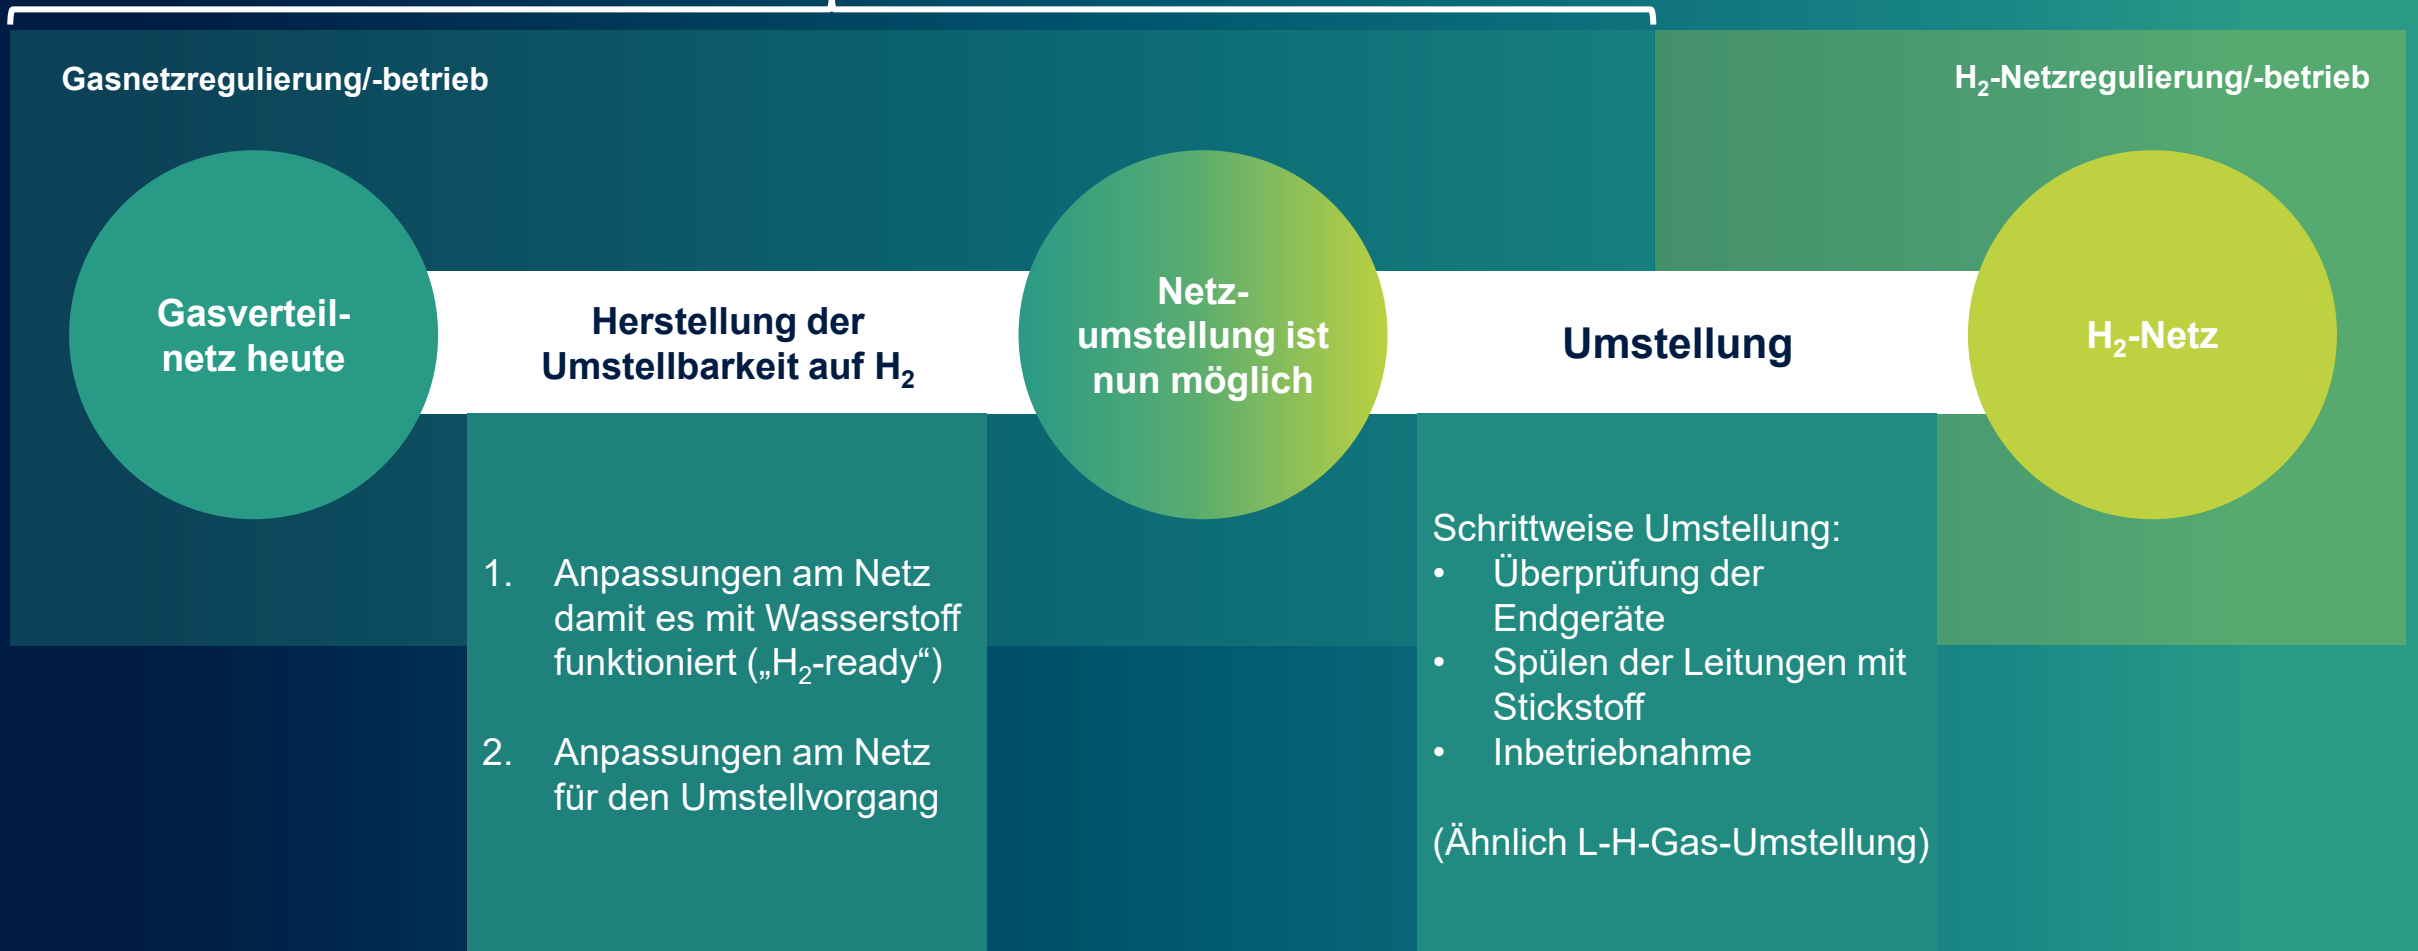 Gasnetzregulierung/-betrieb
H₂-Netzregulierung/-betrieb
Gasverteil-
netz heute
Herstellung der
Umstellbarkeit auf H₂
Netz-
umstellung ist
nun möglich
Umstellung
H₂-Netz
1. Anpassungen am Netz
damit es mit Wasserstoff
funktioniert („H₂-ready“)
2. Anpassungen am Netz
für den Umstellvorgang
Schrittweise Umstellung:
• Überprüfung der
Endgeräte
• Spülen der Leitungen mit
Stickstoff
• Inbetriebnahme
(Ähnlich L-H-Gas-Umstellung)